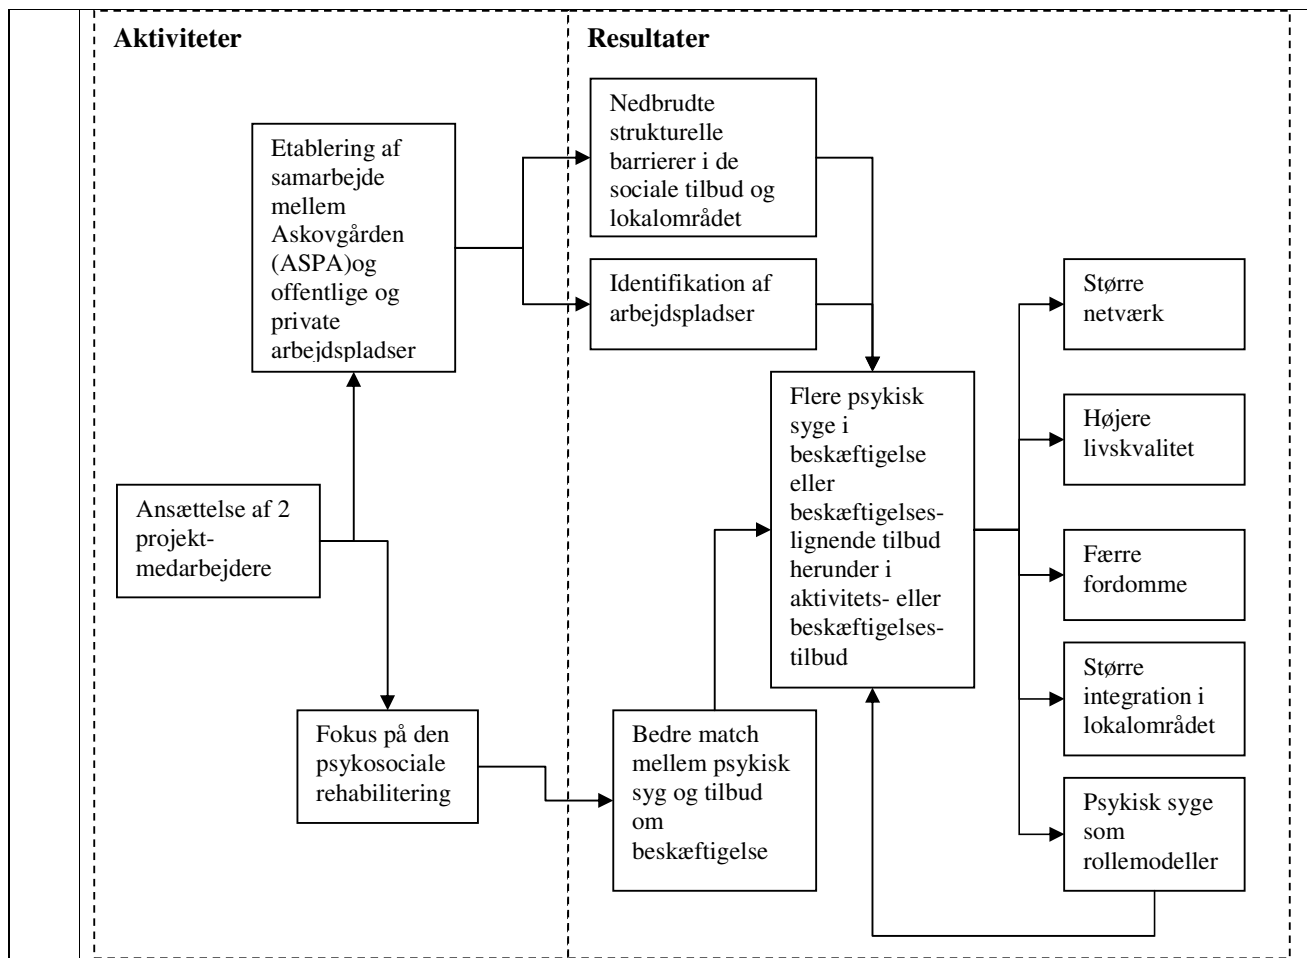 Aktiviteter
Resultater
Etablering af
samarbejde
mellem
Askovgården
(ASPA)og
offentlige og
private
arbejdspladser
Ansættelse af 2
projekt-
medarbejdere
Fokus på den
psykosociale
rehabilitering
Nedbrudte
strukturelle
barrierer i de
sociale tilbud og
lokalområdet
Identifikation af
arbejdspladser
Bedre match
mellem psykisk
syg og tilbud
om
beskæftigelse
Flere psykisk
syge i
beskæftigelse
eller
beskæftigelses-
lignende tilbud
herunder i
aktivitets- eller
beskæftigelses-
tilbud
Større
netværk
Højere
livskvalitet
Færre
fordomme
Større
integration i
lokalområdet
Psykisk syge
som
rollemodeller